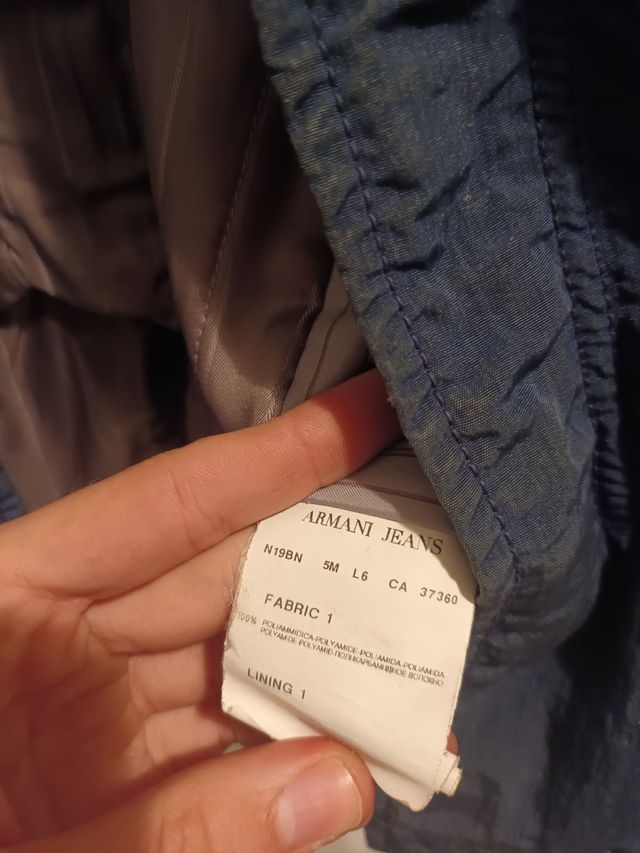 ARMANI JEANS
N19BN 5M L6 CA 37360
FABRIC 1
100% POLIAMMIDICA-POLYAMIDE-POLIAMIDA-POLIAMIDA-
POLYAMIDE-POLYAMID-ПОЛИКАРБАМИДНОЕ ВОЛОКНО
LINING 1